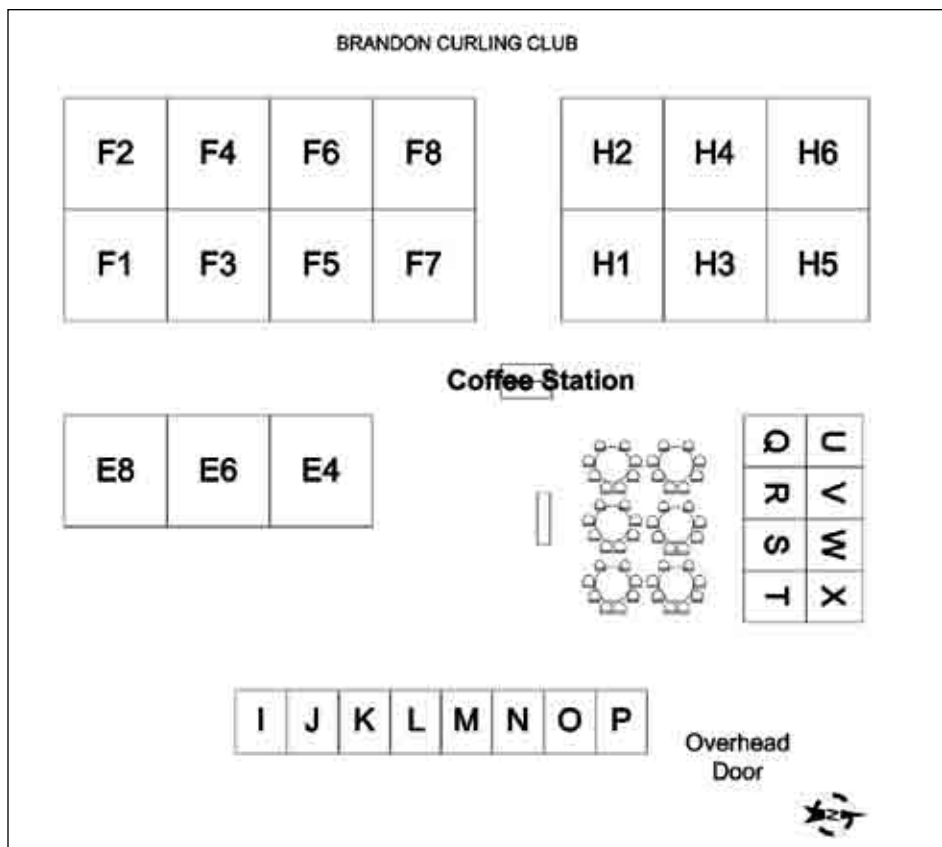 BRANDON CURLING CLUB
F2 F4 F6 F8 H2 H4 H6
F1 F3 F5 F7 H1 H3 H5
Coffee Station
E8 E6 E4
Q U
R V
S W
T X
I J K L M N O P
Overhead
Door
N